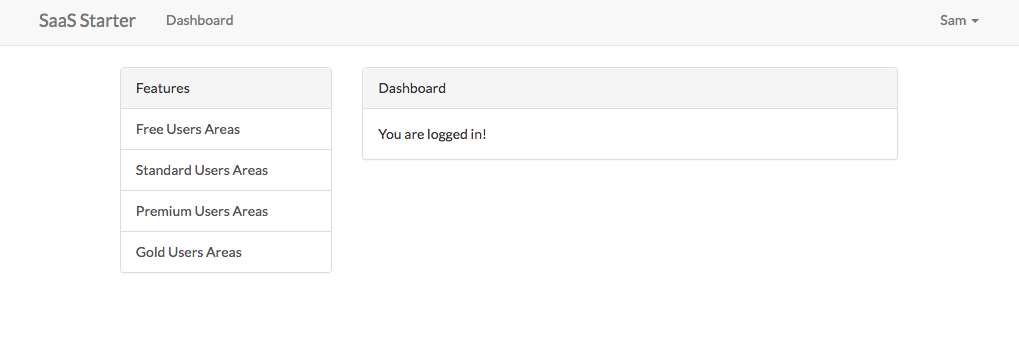 SaaS Starter Dashboard Sam
Features
Free Users Areas
Standard Users Areas
Premium Users Areas
Gold Users Areas
Dashboard
You are logged in!